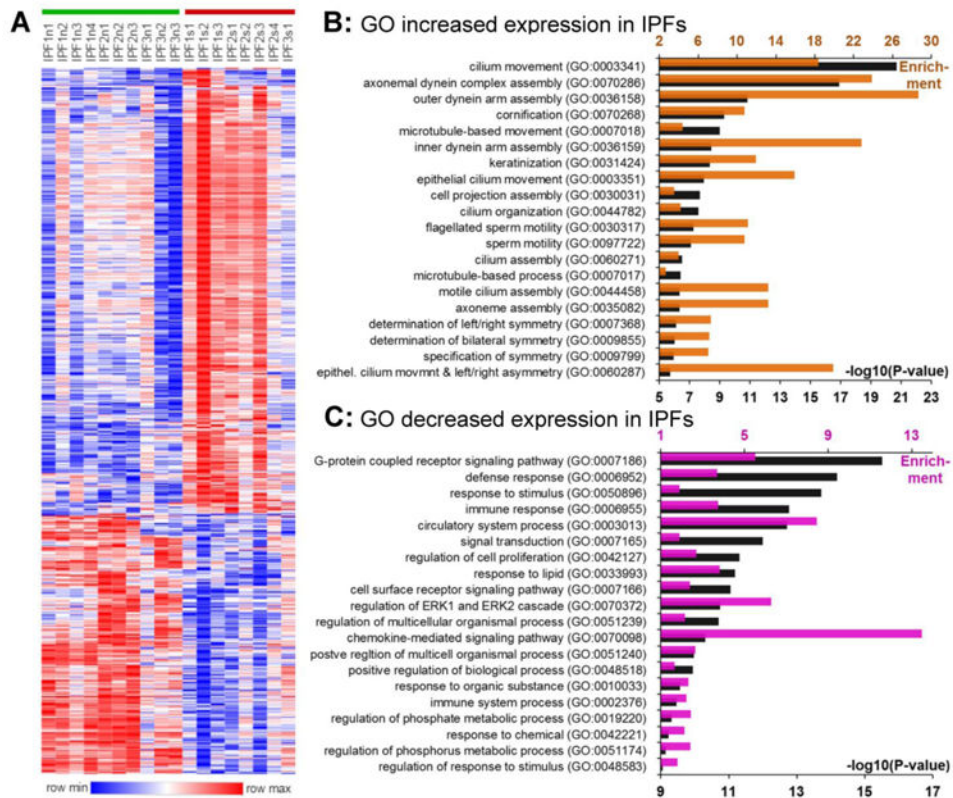 A
IPF1n1
IPF1n2
IPF1n3
IPF1n4
IPF2n1
IPF2n2
IPF2n3
IPF3n1
IPF3n2
IPF3n3
IPF1s1
IPF1s2
IPF1s3
IPF2s1
IPF2s2
IPF2s3
IPF2s4
IPF3s1
row min row max
B: GO increased expression in IPFs
2 6 10 14 18 22 26 30
cilium movement (GO:0003341)
Enrich-
ment
axonemal dynein complex assembly (GO:0070286)
outer dynein arm assembly (GO:0036158)
cornification (GO:0070268)
microtubule-based movement (GO:0007018)
inner dynein arm assembly (GO:0036159)
keratinization (GO:0031424)
epithelial cilium movement (GO:0003351)
cell projection assembly (GO:0030031)
cilium organization (GO:0044782)
flagellated sperm motility (GO:0030317)
sperm motility (GO:0097722)
cilium assembly (GO:0060271)
microtubule-based process (GO:0007017)
motile cilium assembly (GO:0044458)
axoneme assembly (GO:0035082)
determination of left/right symmetry (GO:0007368)
determination of bilateral symmetry (GO:0009855)
specification of symmetry (GO:0009799)
epithel. cilium movmnt & left/right asymmetry (GO:0060287)
-log10(P-value)
5 7 9 11 13 15 17 19 21 23
C: GO decreased expression in IPFs
1 5 9 13
G-protein coupled receptor signaling pathway (GO:0007186)
Enrich-
ment
defense response (GO:0006952)
response to stimulus (GO:0050896)
immune response (GO:0006955)
circulatory system process (GO:0003013)
signal transduction (GO:0007165)
regulation of cell proliferation (GO:0042127)
response to lipid (GO:0033993)
cell surface receptor signaling pathway (GO:0007166)
regulation of ERK1 and ERK2 cascade (GO:0070372)
regulation of multicellular organismal process (GO:0051239)
chemokine-mediated signaling pathway (GO:0070098)
postve regltion of multicell organismal process (GO:0051240)
positive regulation of biological process (GO:0048518)
response to organic substance (GO:0010033)
immune system process (GO:0002376)
regulation of phosphate metabolic process (GO:0019220)
response to chemical (GO:0042221)
regulation of phosphorus metabolic process (GO:0051174)
regulation of response to stimulus (GO:0048583)
-log10(P-value)
9 11 13 15 17